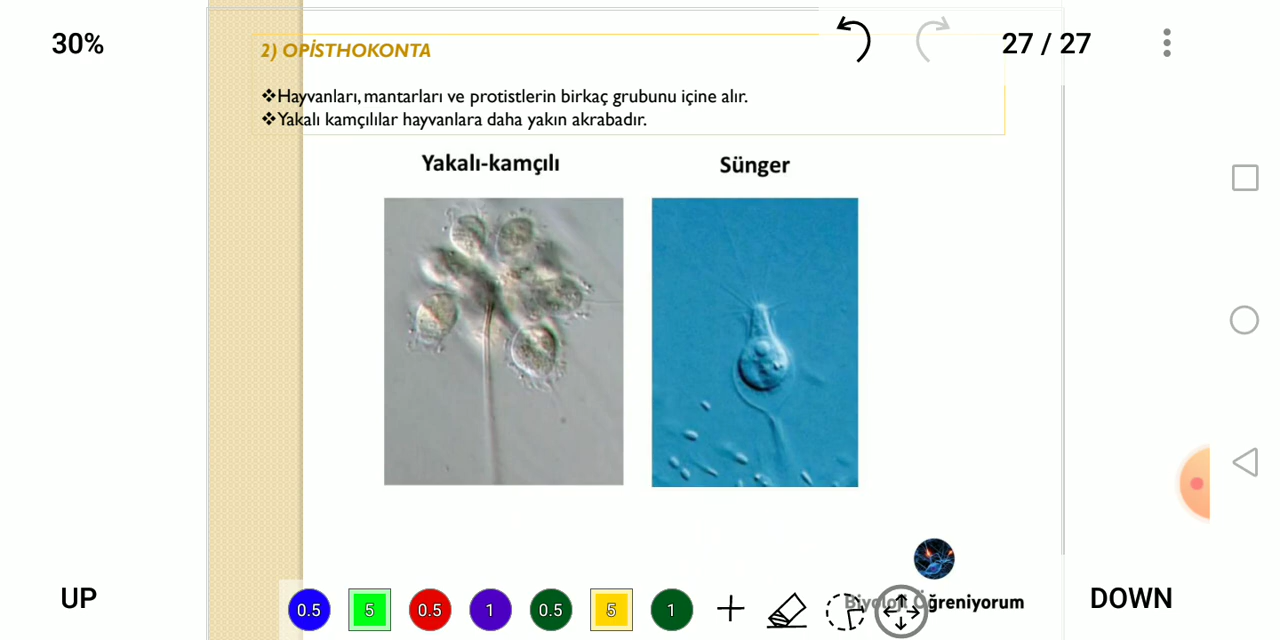 30%
27 / 27
2) OPİSTHOKONTA
❖Hayvanları, mantarları ve protistlerin birkaç grubunu içine alır.
❖Yakalı kamçılılar hayvanlara daha yakın akrabadır.
Yakalı-kamçılı
Sünger
UP
DOWN
0.5
5
0.5
1
0.5
5
1
Biyoloji Öğreniyorum